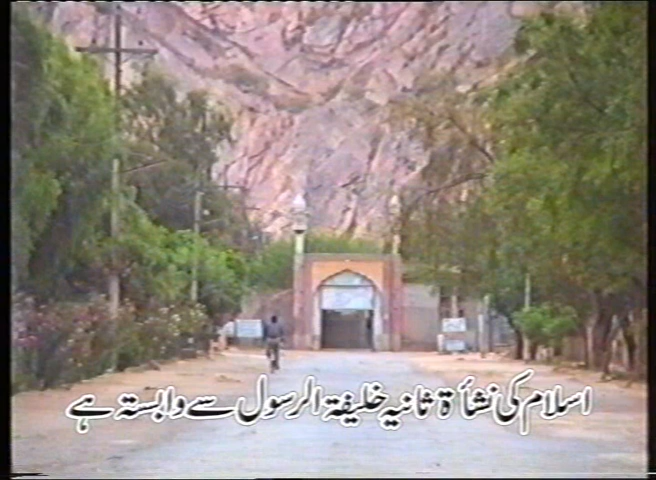 اسلام کی نشأۃ ثانیہ خلیفۃ الرسول سے وابستہ ہے